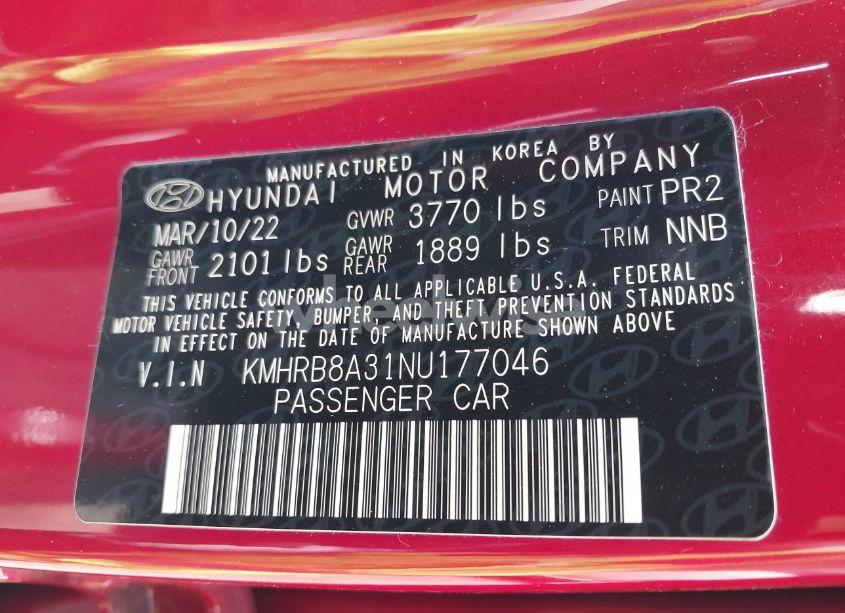 MANUFACTURED IN KOREA BY
HYUNDAI MOTOR COMPANY
MAR/10/22 GVWR 3770 lbs PAINT PR2
GAWR FRONT 2101 lbs GAWR REAR 1889 lbs TRIM NNB
THIS VEHICLE CONFORMS TO ALL APPLICABLE U.S.A. FEDERAL
MOTOR VEHICLE SAFETY, BUMPER, AND THEFT PREVENTION STANDARDS
IN EFFECT ON THE DATE OF MANUFACTURE SHOWN ABOVE
V.I.N KMHRB8A31NU177046
PASSENGER CAR